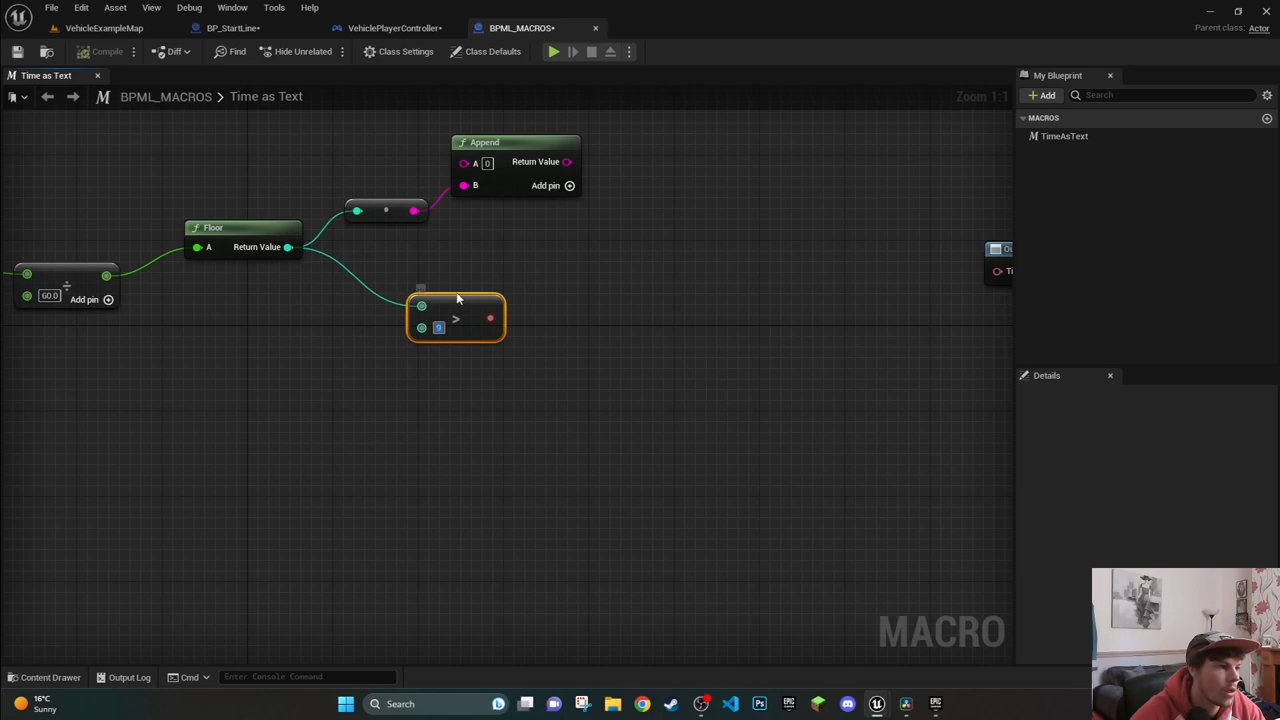 File Edit Asset View Debug Window Tools Help
VehicleExampleMap BP_StartLine• VehiclePlayerController• BPML_MACROS•
Parent class: Actor
Compile Diff Find Hide Unrelated Class Settings Class Defaults
Time as Text
My Blueprint
BPML_MACROS > Time as Text
Zoom 1:1
Add Search
MACROS
TimeAsText
Append
A 0 Return Value
B Add pin
Floor
A Return Value
÷
60.0 Add pin
>
9
Details
MACRO
Content Drawer Output Log Cmd Enter Console Command
16°C
Sunny
Search